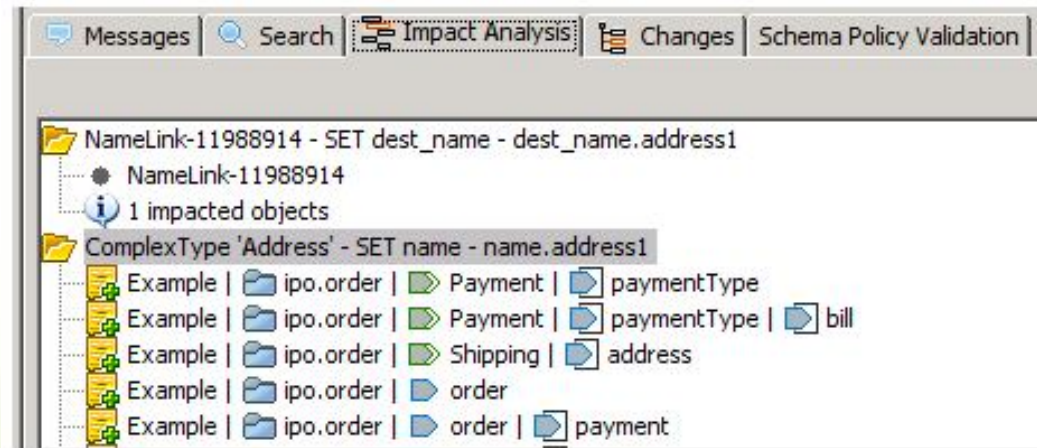 Messages Search Impact Analysis Changes Schema Policy Validation
NameLink-11988914 - SET dest_name - dest_name.address1
NameLink-11988914
1 impacted objects
ComplexType 'Address' - SET name - name.address1
Example | ipo.order | Payment | paymentType
Example | ipo.order | Payment | paymentType | bill
Example | ipo.order | Shipping | address
Example | ipo.order | order
Example | ipo.order | order | payment